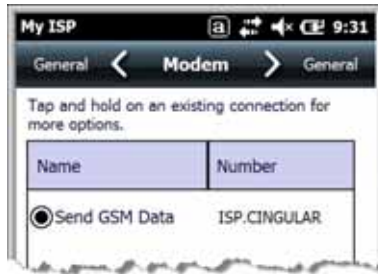 My ISP a 9:31
General Modem General
Tap and hold on an existing connection for
more options.
Name Number
Send GSM Data ISP.CINGULAR